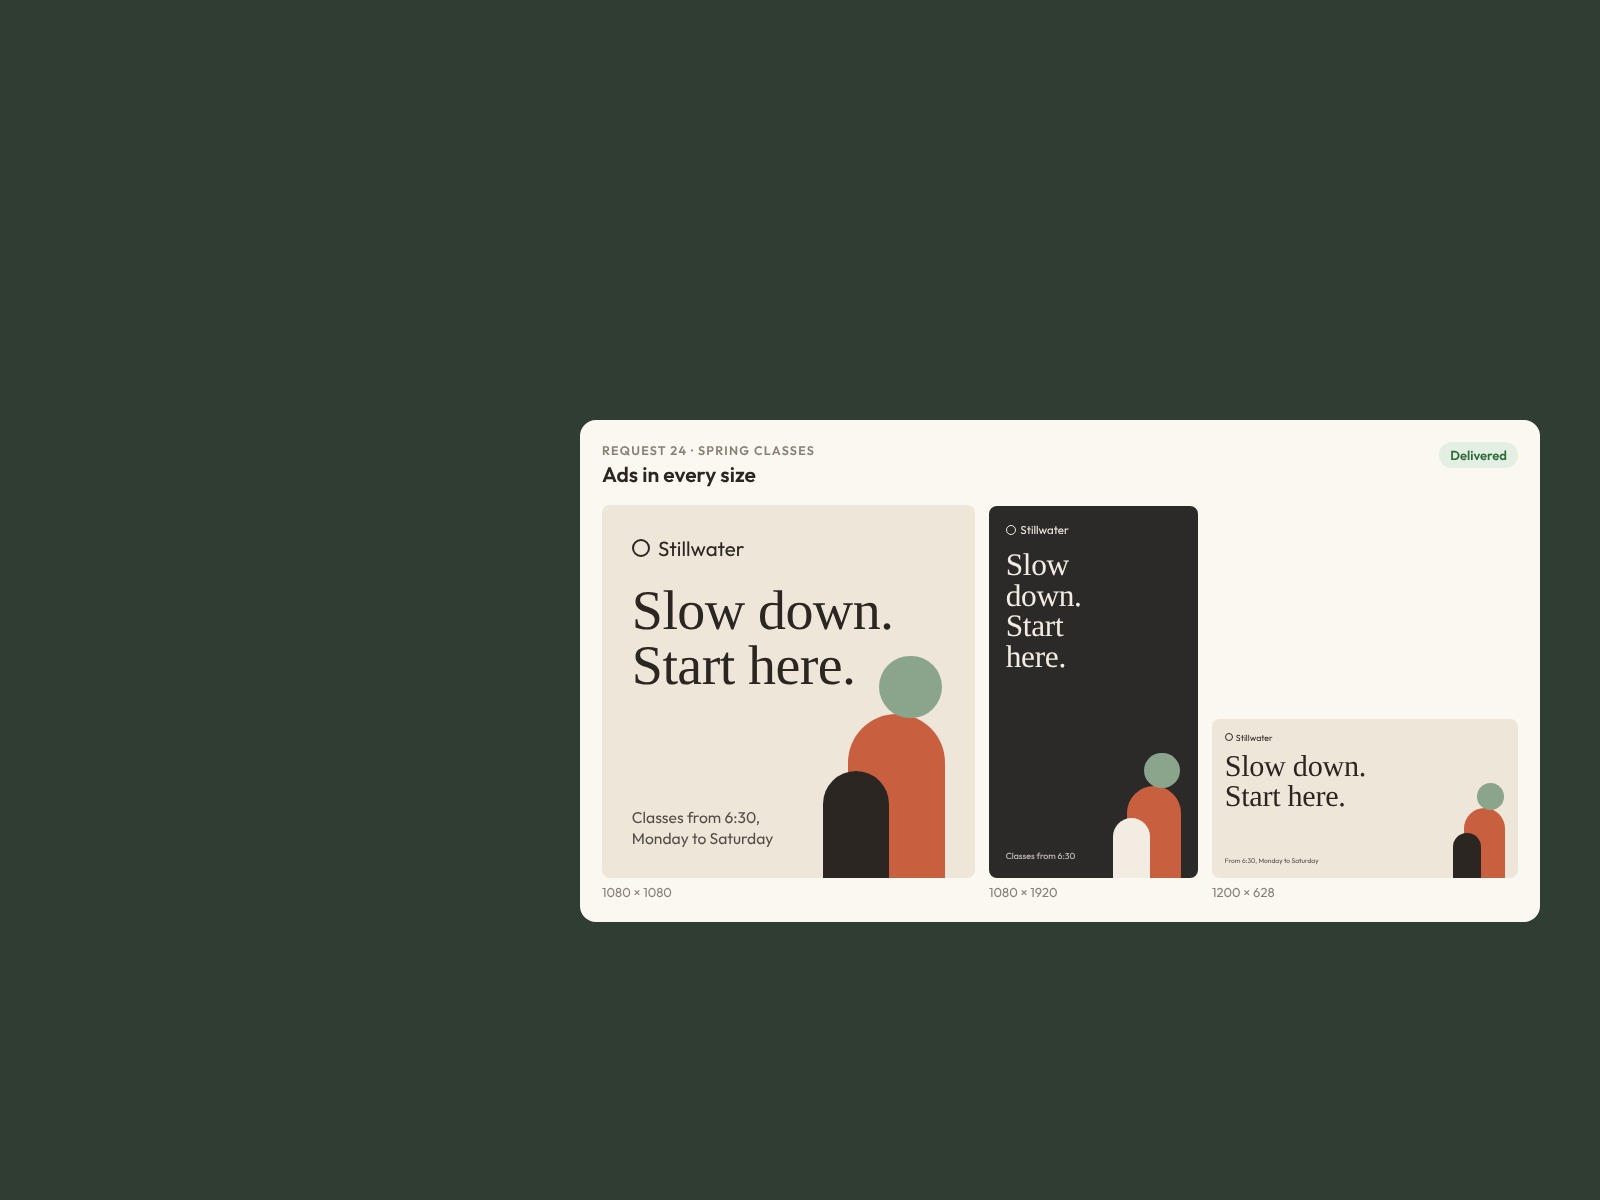 REQUEST 24 · SPRING CLASSES
Ads in every size
Delivered
Stillwater
Slow down.
Start here.
Classes from 6:30,
Monday to Saturday
1080 × 1080
Stillwater
Slow
down.
Start
here.
Classes from 6:30
1080 × 1920
Stillwater
Slow down.
Start here.
From 6:30, Monday to Saturday
1200 × 628